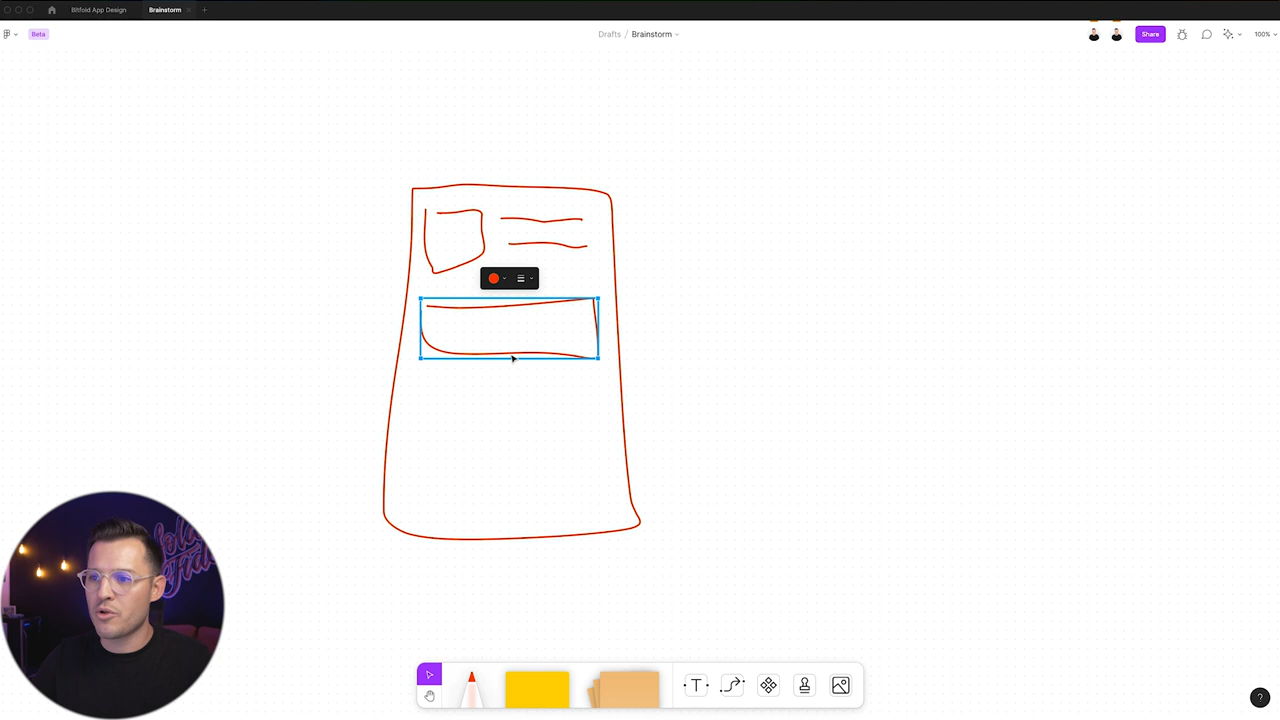 Bitfold App Design
Brainstorm
Beta
Drafts / Brainstorm
Share
100%
T
?